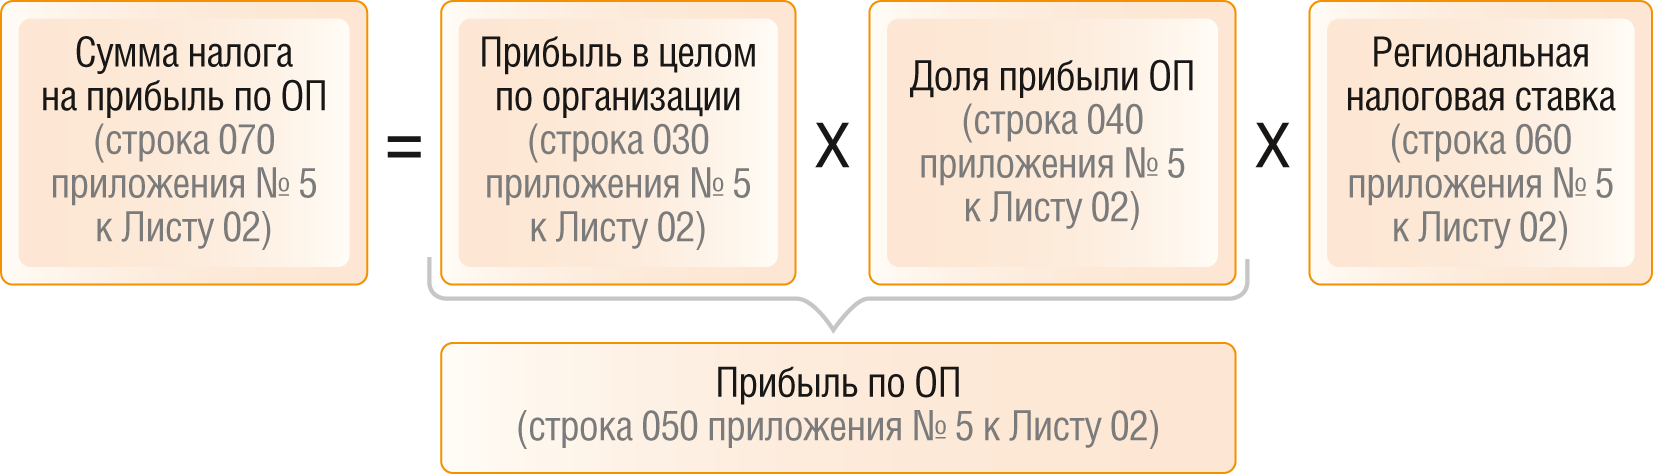 Сумма налога
на прибыль по ОП
(строка 070
приложения № 5
к Листу 02)
=
Прибыль в целом
по организации
(строка 030
приложения № 5
к Листу 02)
X
Доля прибыли ОП
(строка 040
приложения № 5
к Листу 02)
X
Региональная
налоговая ставка
(строка 060
приложения № 5
к Листу 02)
Прибыль по ОП
(строка 050 приложения № 5 к Листу 02)